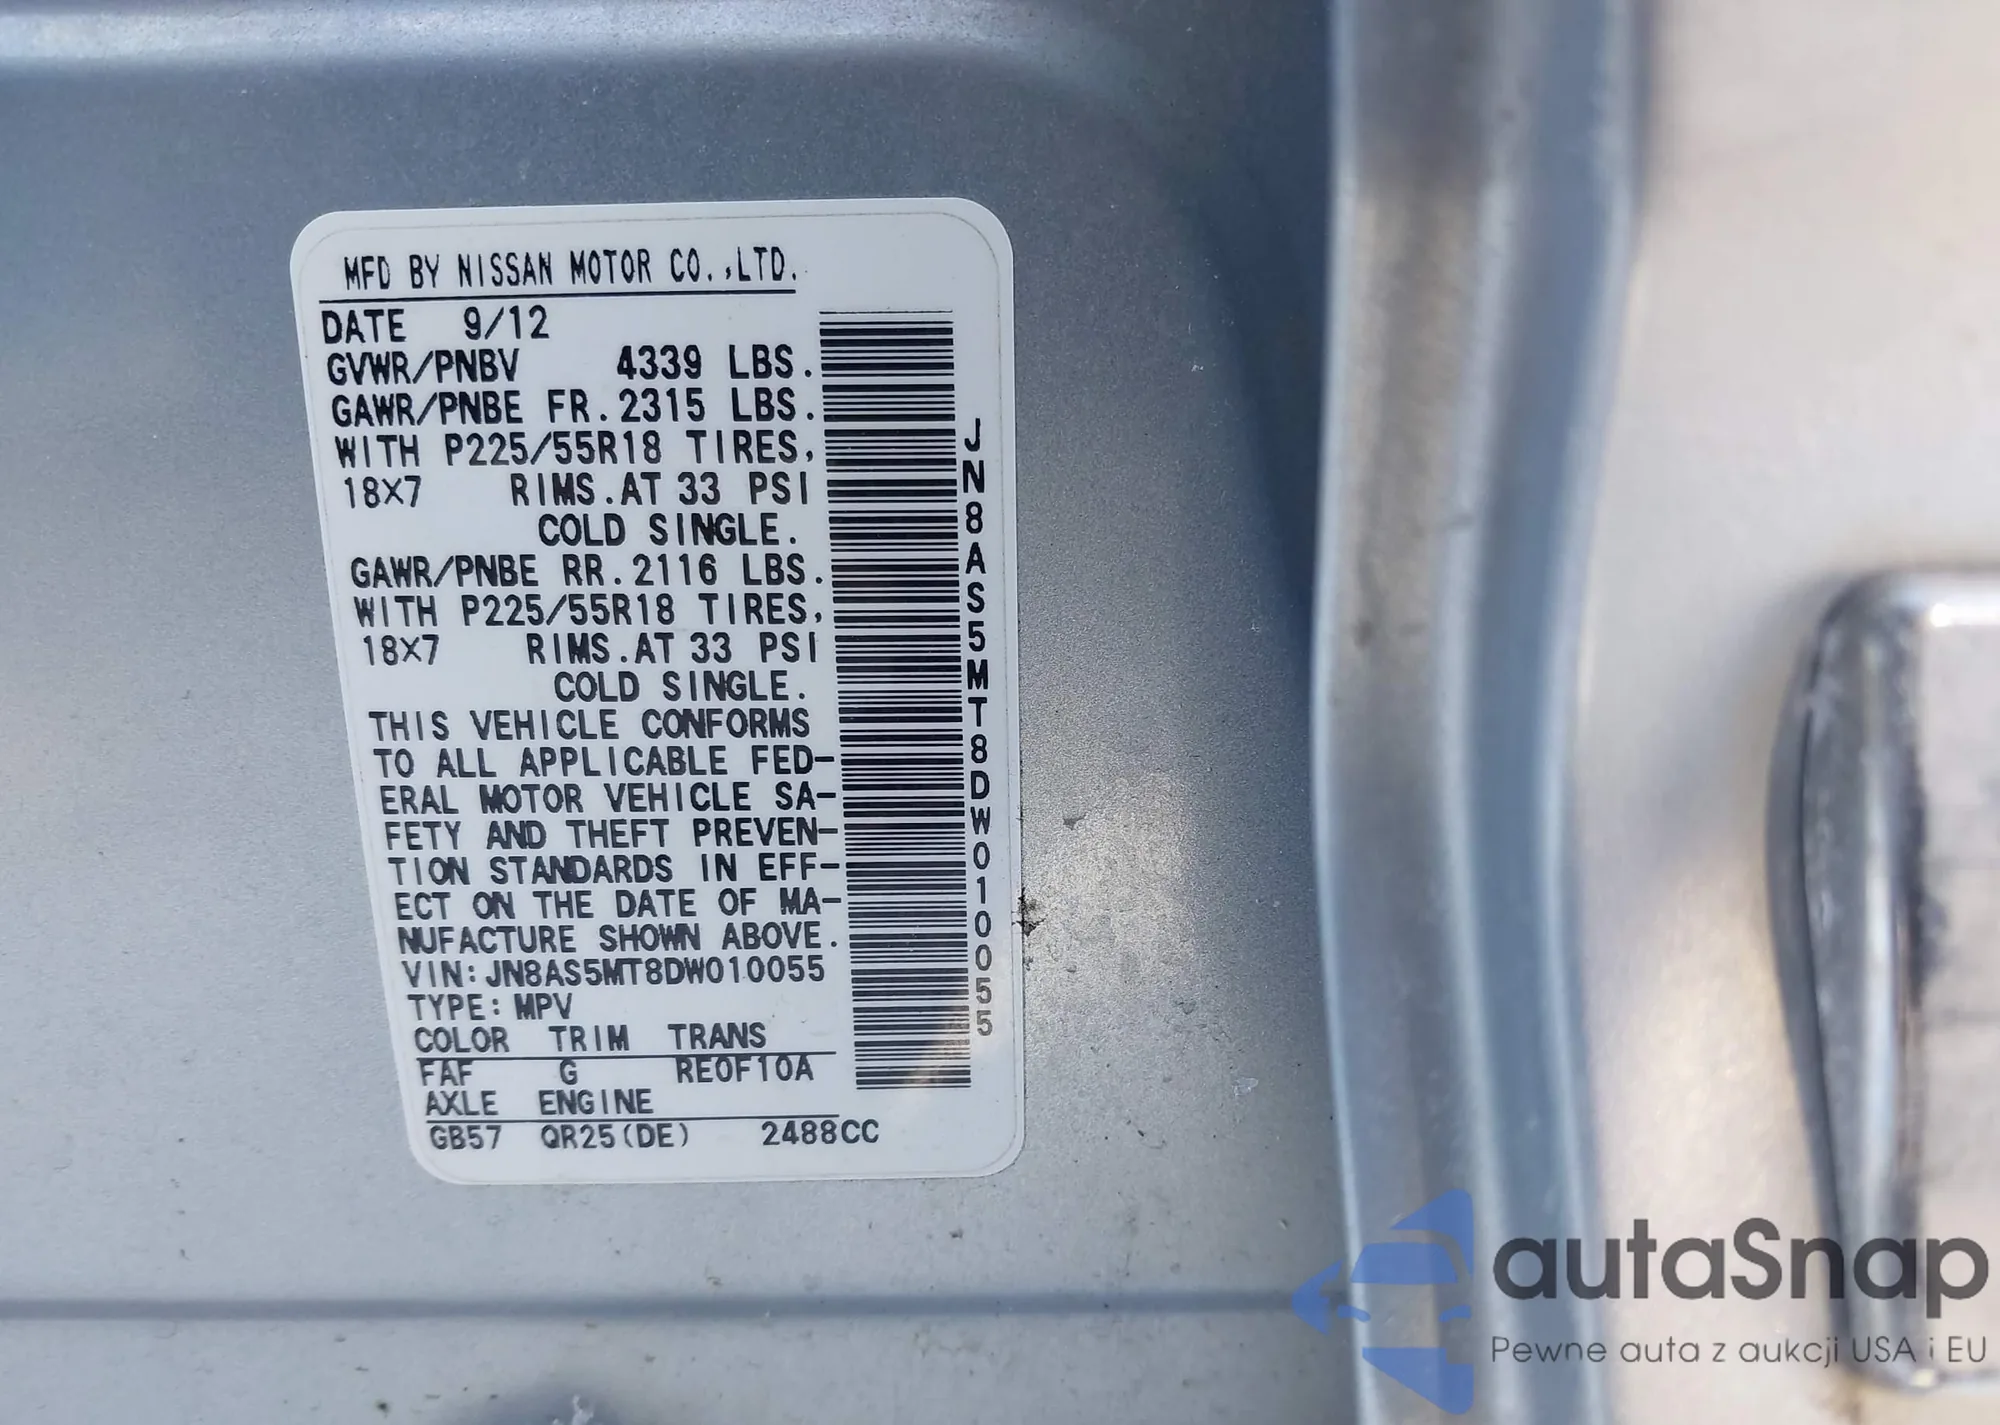 MFD BY NISSAN MOTOR CO.,LTD.
DATE 9/12
GVWR/PNBV 4339 LBS.
GAWR/PNBE FR.2315 LBS.
WITH P225/55R18 TIRES,
18X7 RIMS.AT 33 PSI
COLD SINGLE.
GAWR/PNBE RR.2116 LBS.
WITH P225/55R18 TIRES,
18X7 RIMS.AT 33 PSI
COLD SINGLE.
THIS VEHICLE CONFORMS
TO ALL APPLICABLE FED-
ERAL MOTOR VEHICLE SA-
FETY AND THEFT PREVEN-
TION STANDARDS IN EFF-
ECT ON THE DATE OF MA-
NUFACTURE SHOWN ABOVE.
VIN:JN8AS5MT8DW010055
TYPE:MPV
COLOR TRIM TRANS
FAF G RE0F10A
AXLE ENGINE
GB57 QR25(DE) 2488CC
JN8AS5MT8DW010055
autaSnap
Pewne auta z aukcji USA i EU